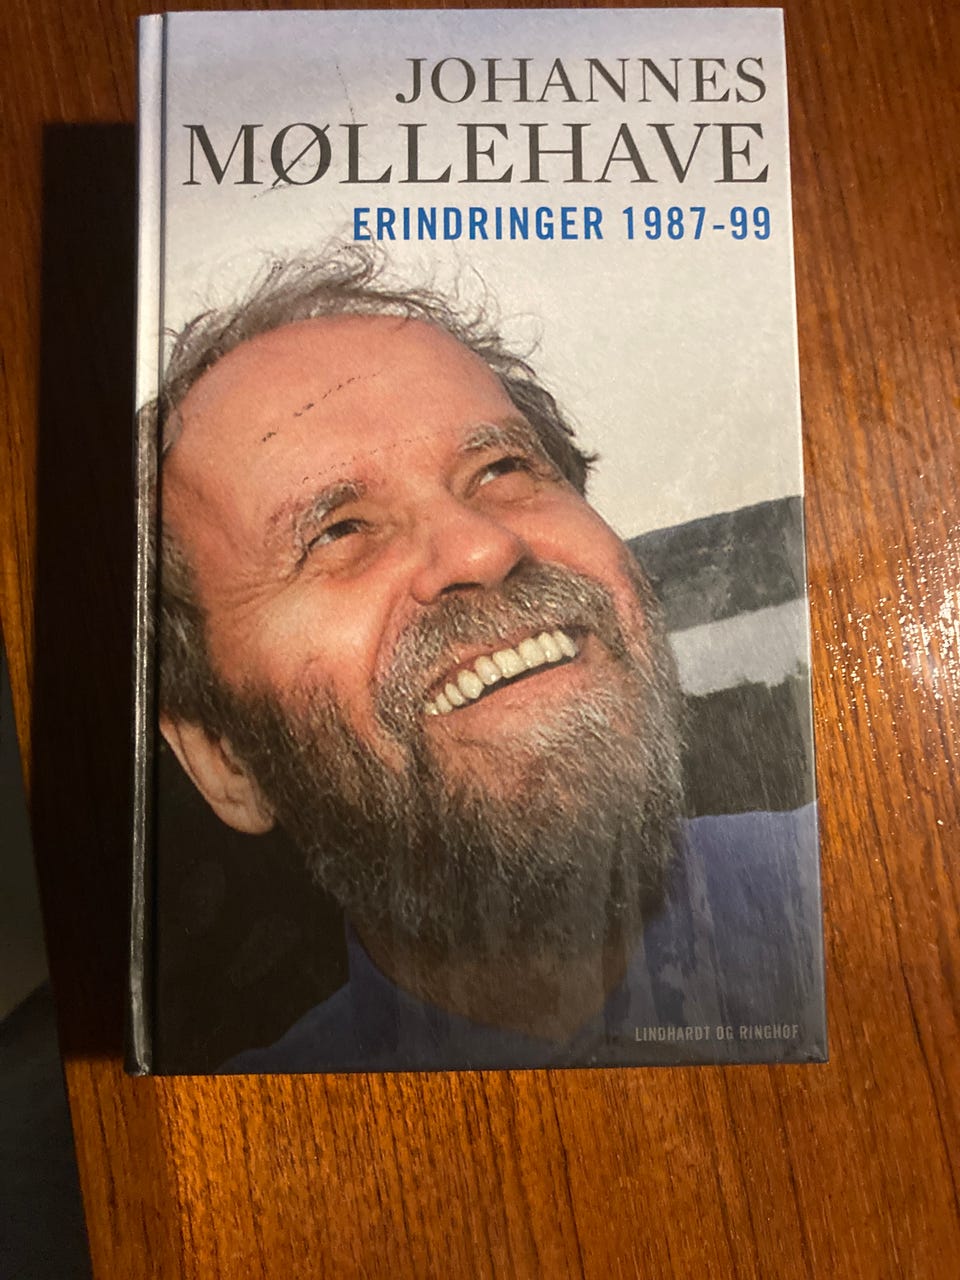 JOHANNES
MØLLEHAVE
ERINDRINGER 1987-99
LINDHARDT OG RINGHOF